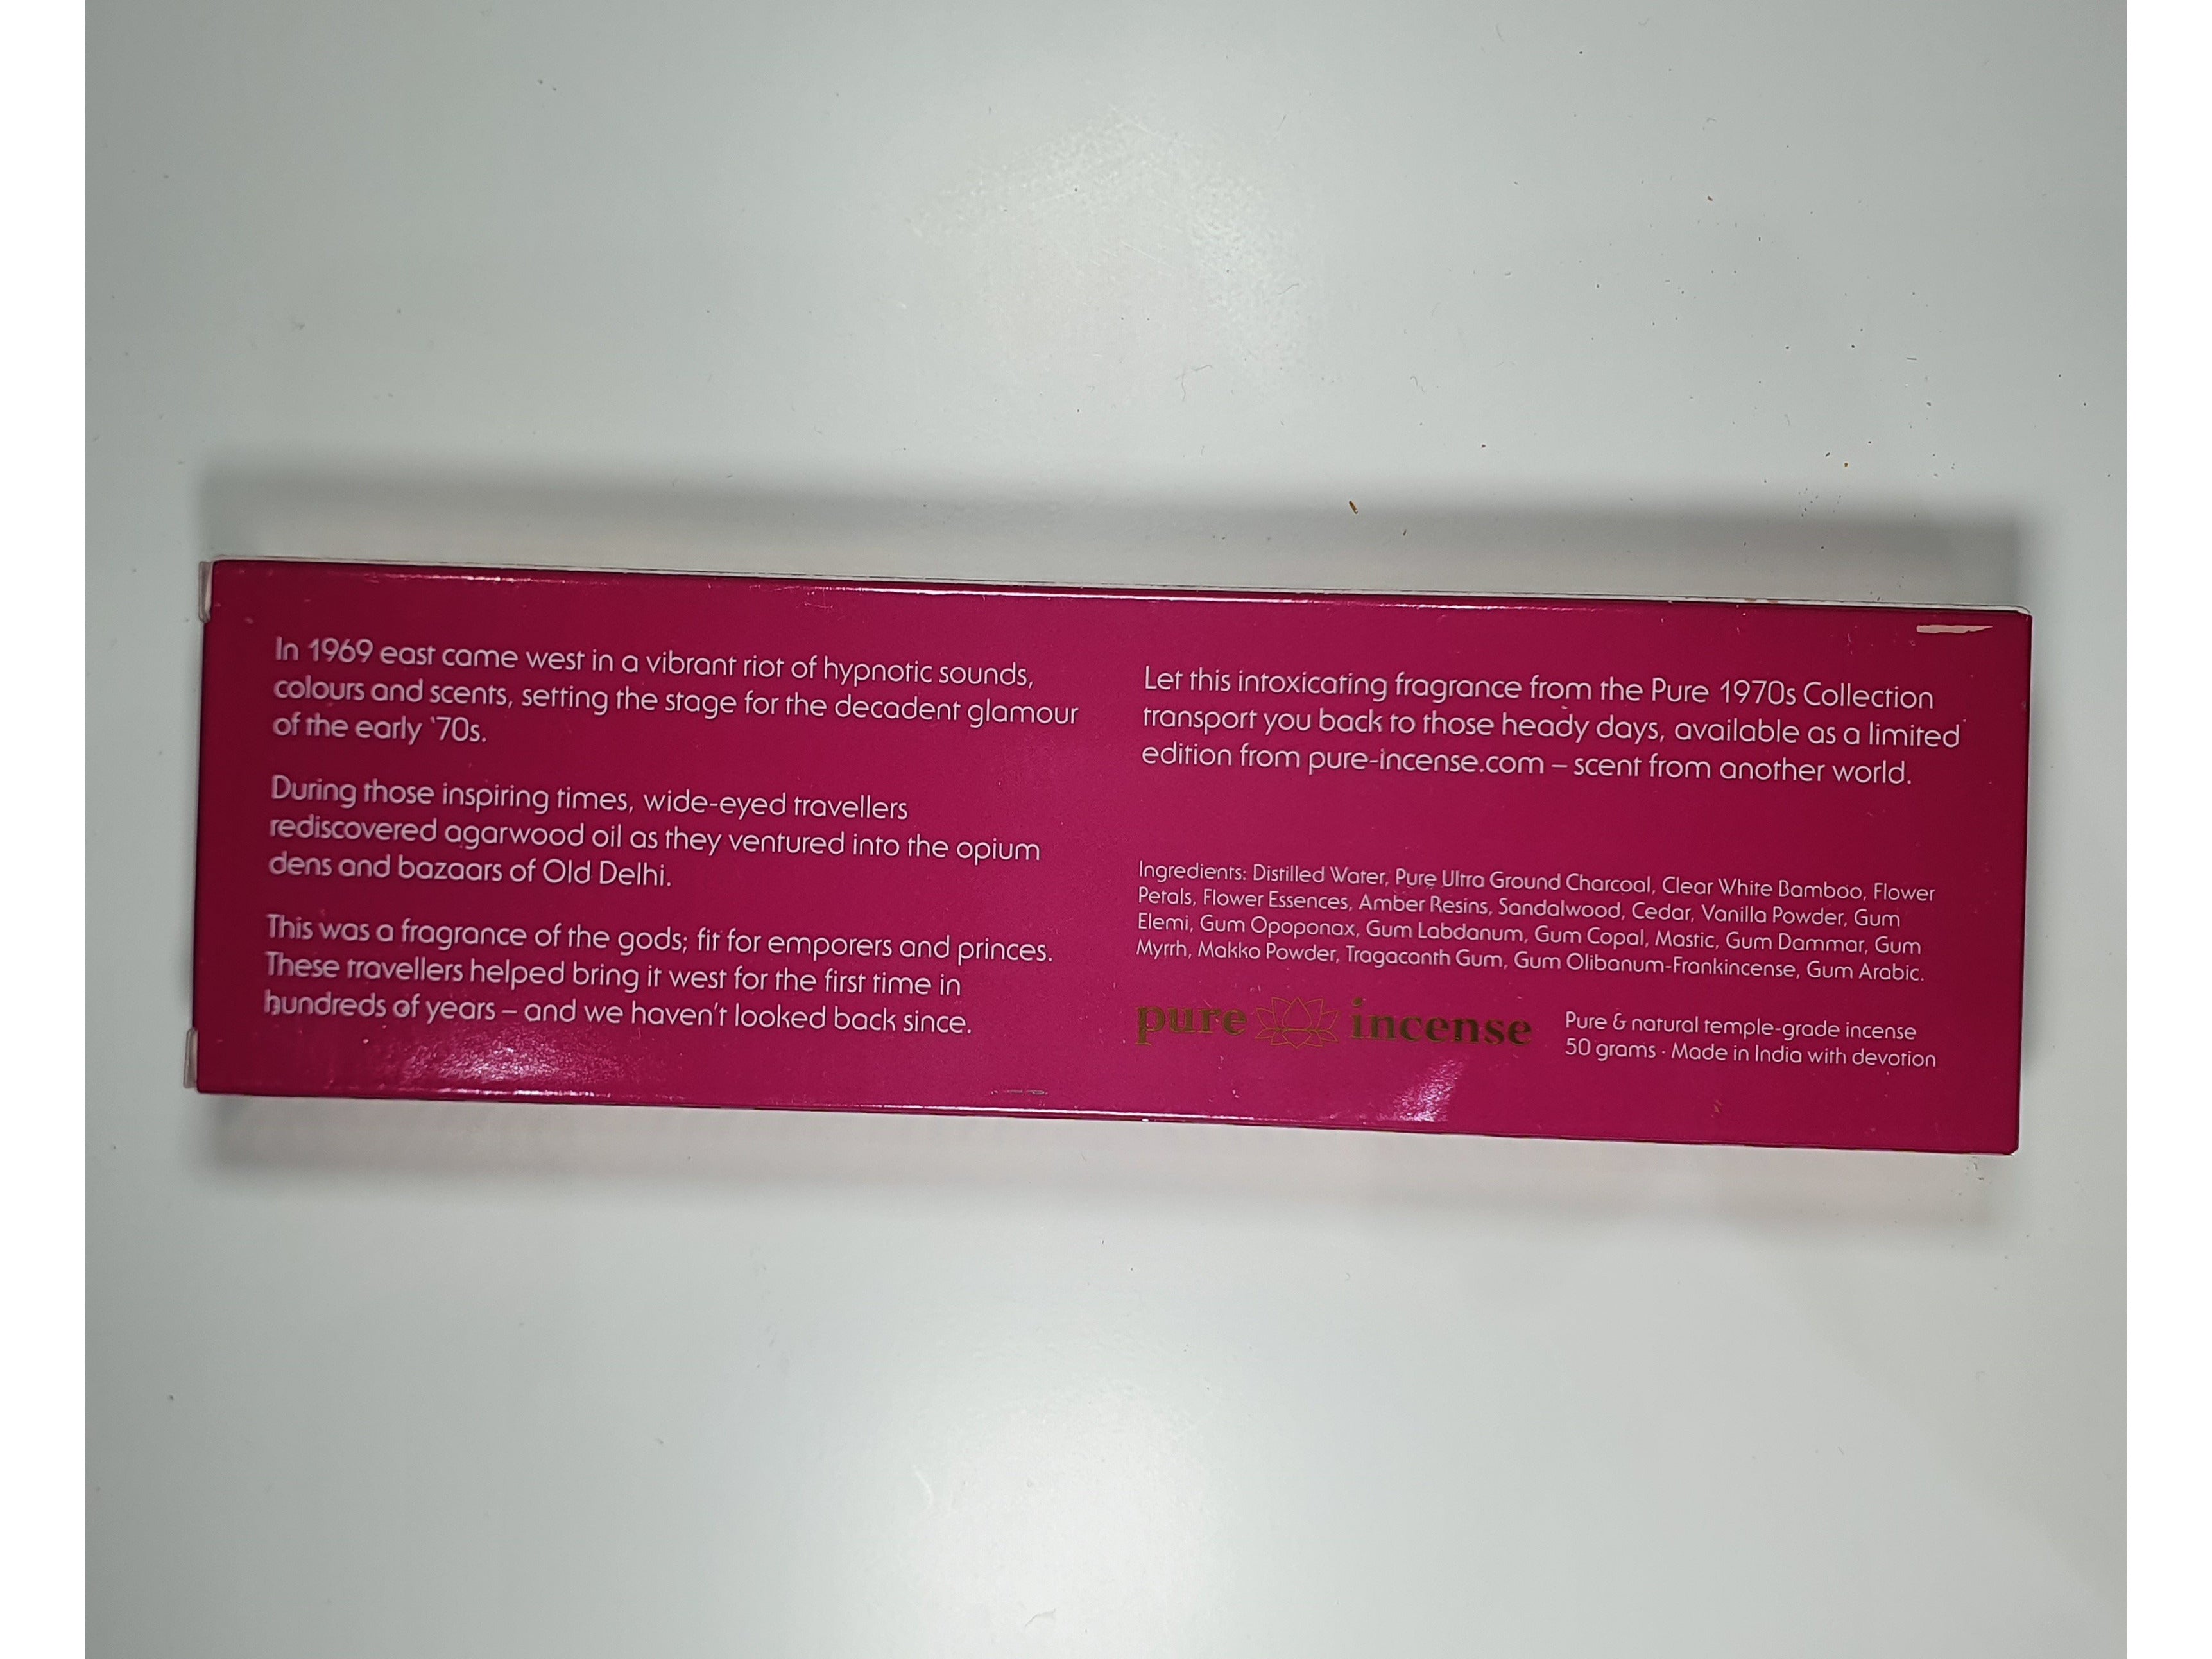 In 1969 east came west in a vibrant riot of hypnotic sounds,
colours and scents, setting the stage for the decadent glamour
of the early '70s.
During those inspiring times, wide-eyed travellers
rediscovered agarwood oil as they ventured into the opium
dens and bazaars of Old Delhi.
This was a fragrance of the gods; fit for emporers and princes.
These travellers helped bring it west for the first time in
hundreds of years – and we haven't looked back since.
Let this intoxicating fragrance from the Pure 1970s Collection
transport you back to those heady days, available as a limited
edition from pure-incense.com – scent from another world.
Ingredients: Distilled Water, Pure Ultra Ground Charcoal, Clear White Bamboo, Flower
Petals, Flower Essences, Amber Resins, Sandalwood, Cedar, Vanilla Powder, Gum
Elemi, Gum Opoponax, Gum Labdanum, Gum Copal, Mastic, Gum Dammar, Gum
Myrrh, Makko Powder, Tragacanth Gum, Gum Olibanum-Frankincense, Gum Arabic.
pure incense
Pure & natural temple-grade incense
50 grams · Made in India with devotion